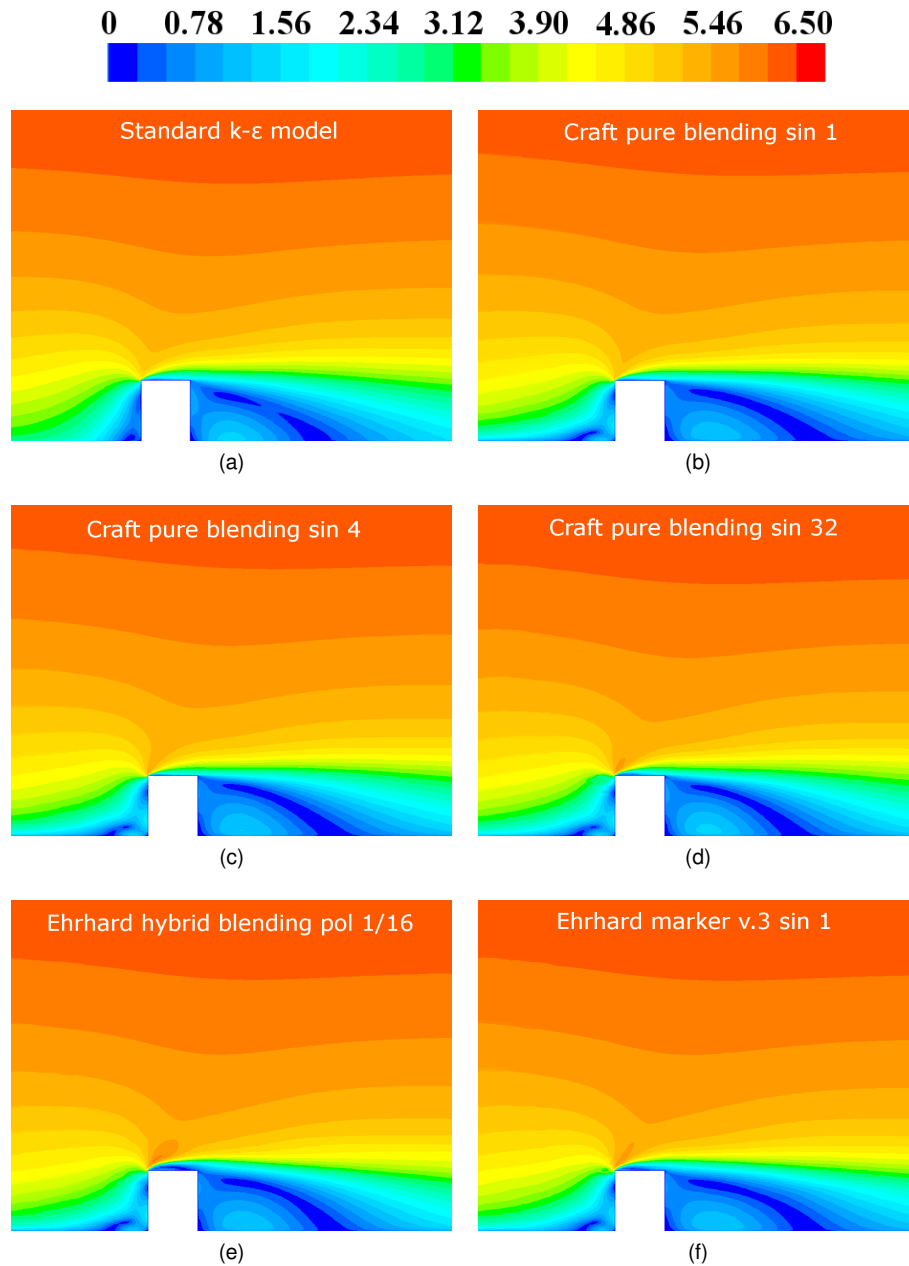 0 0.78 1.56 2.34 3.12 3.90 4.86 5.46 6.50
Standard k-ε model
Craft pure blending sin 1
(a)
(b)
Craft pure blending sin 4
Craft pure blending sin 32
(c)
(d)
Ehrhard hybrid blending pol 1/16
Ehrhard marker v.3 sin 1
(e)
(f)